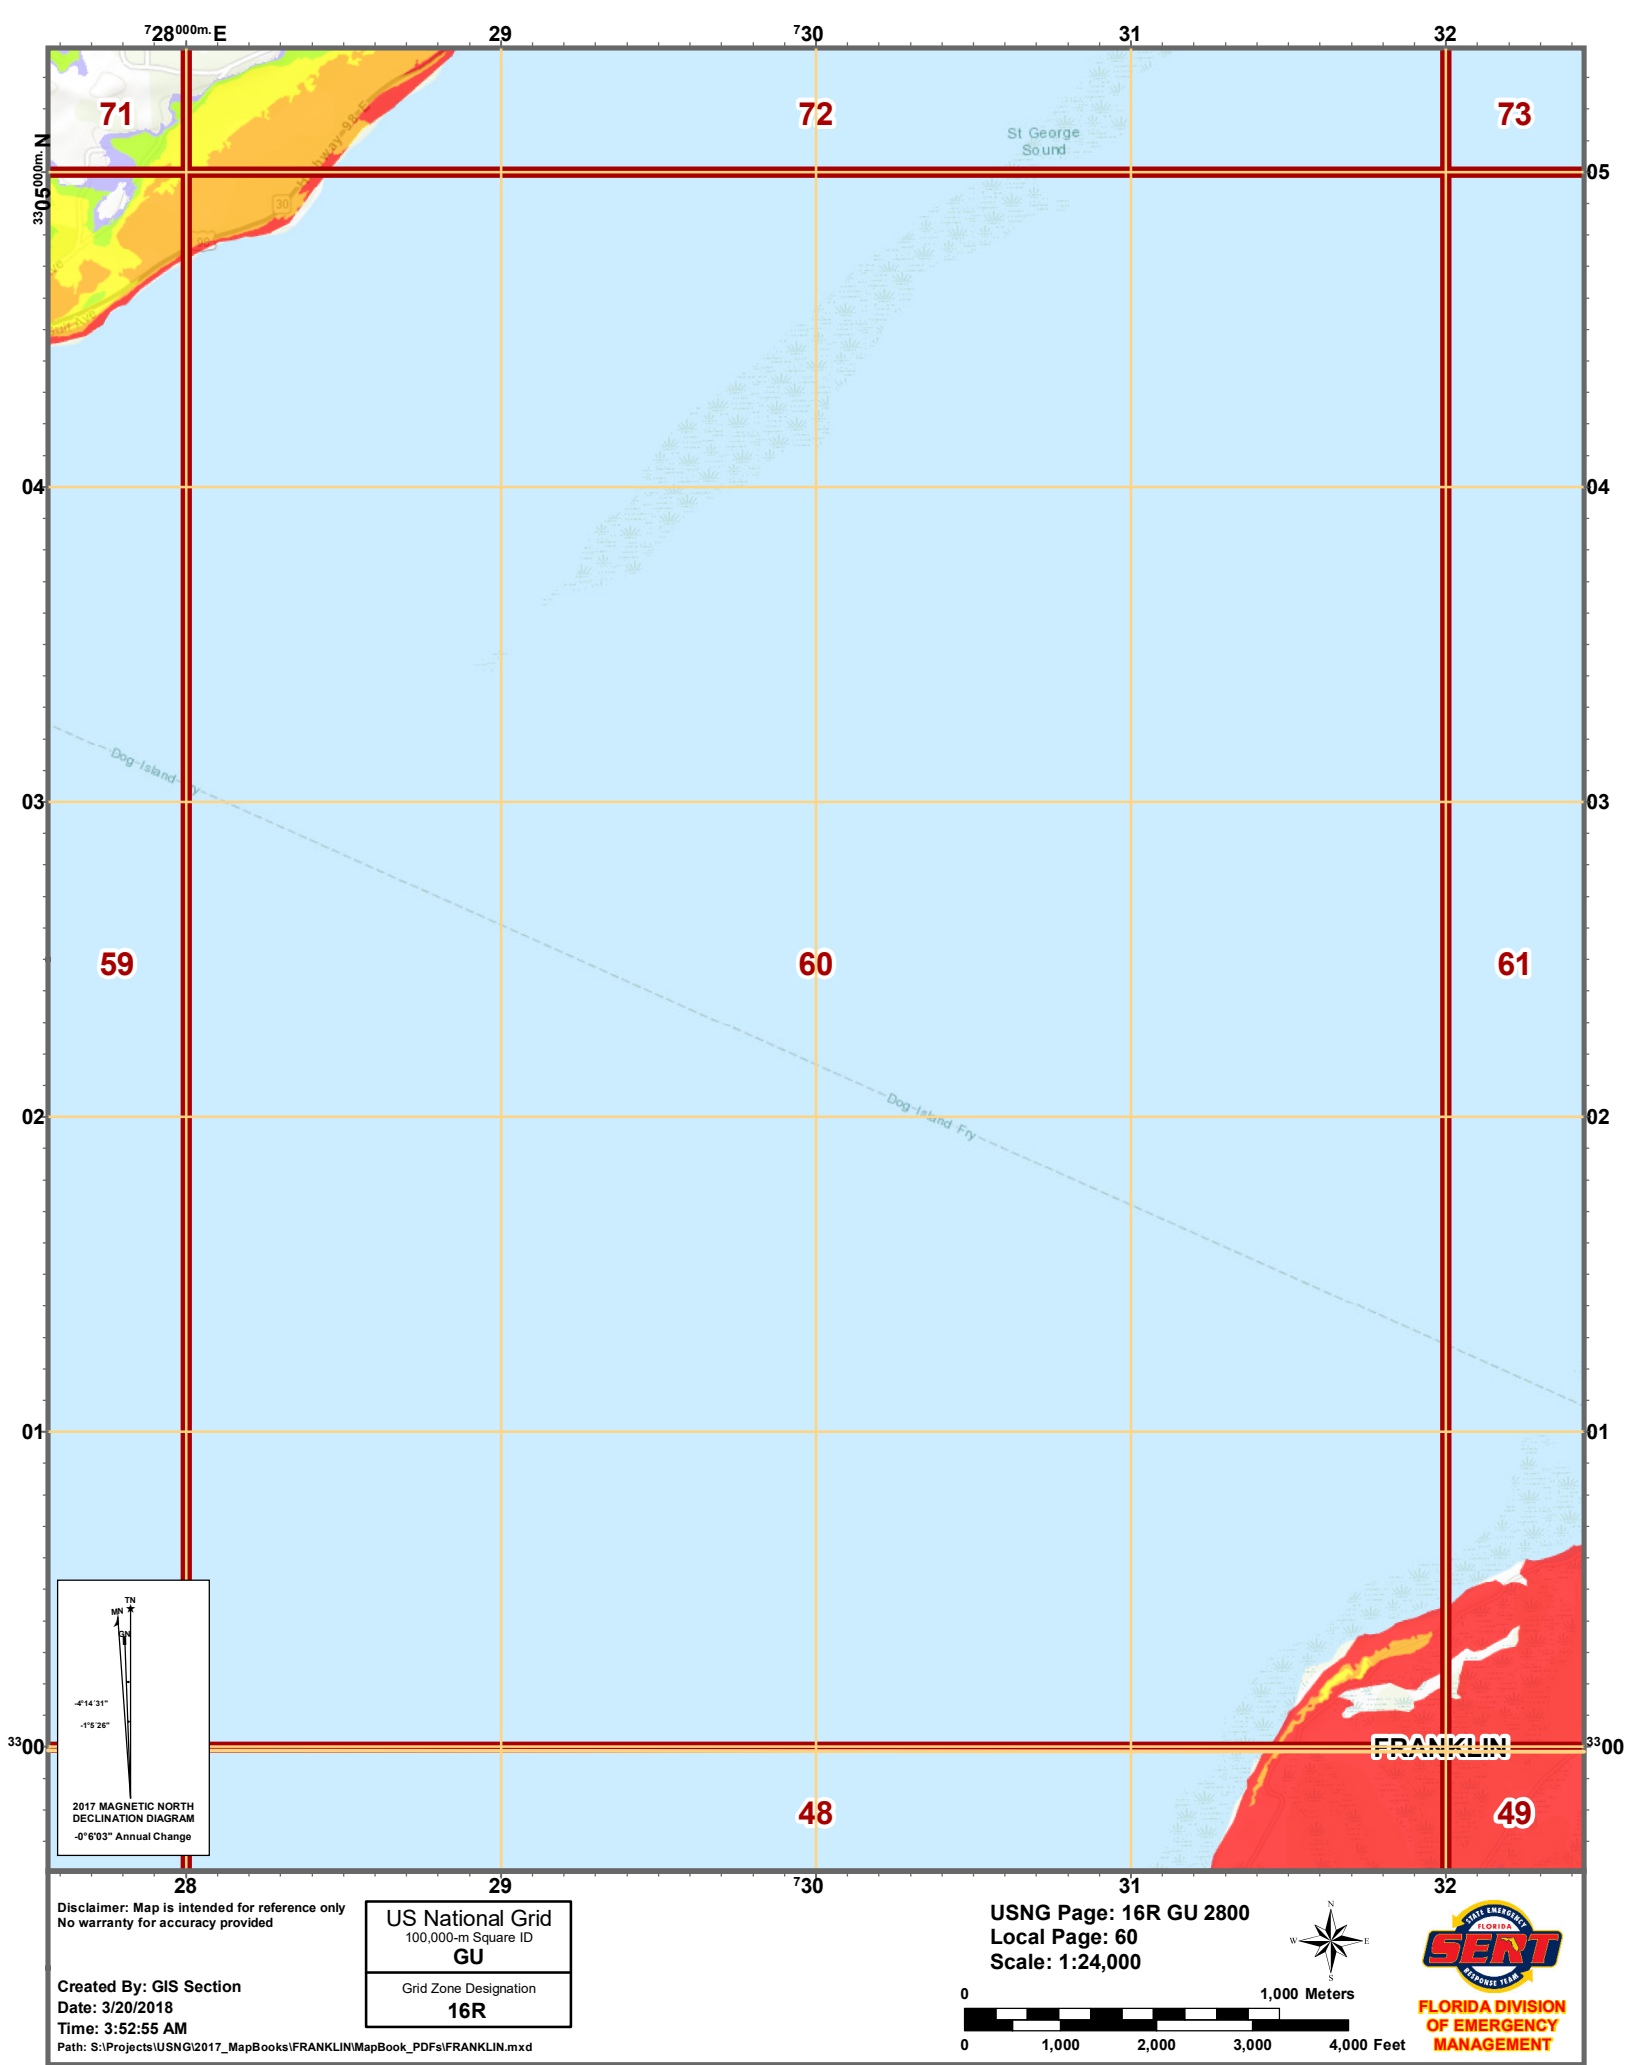 728000m. E
29
730
31
32
71
72
73
St George
Sound
3305000m. N
05
30
98
04
04
Dog-Island-
03
03
59
60
61
Dog-Island Fry
02
02
01
01
TN
MN
GN
-4°14'31"
-1°5'26"
2017 MAGNETIC NORTH
DECLINATION DIAGRAM
-0°6'03" Annual Change
3300
FRANKLIN
3300
48
49
28
29
730
31
32
Disclaimer: Map is intended for reference only
No warranty for accuracy provided
Created By: GIS Section
Date: 3/20/2018
Time: 3:52:55 AM
Path: S:\Projects\USNG\2017_MapBooks\FRANKLIN\MapBook_PDFs\FRANKLIN.mxd
US National Grid
100,000-m Square ID
GU
Grid Zone Designation
16R
USNG Page: 16R GU 2800
Local Page: 60
Scale: 1:24,000
N
W E
S
0 1,000 Meters
0 1,000 2,000 3,000 4,000 Feet
STATE EMERGENCY
FLORIDA
SERT
RESPONSE TEAM
FLORIDA DIVISION
OF EMERGENCY
MANAGEMENT